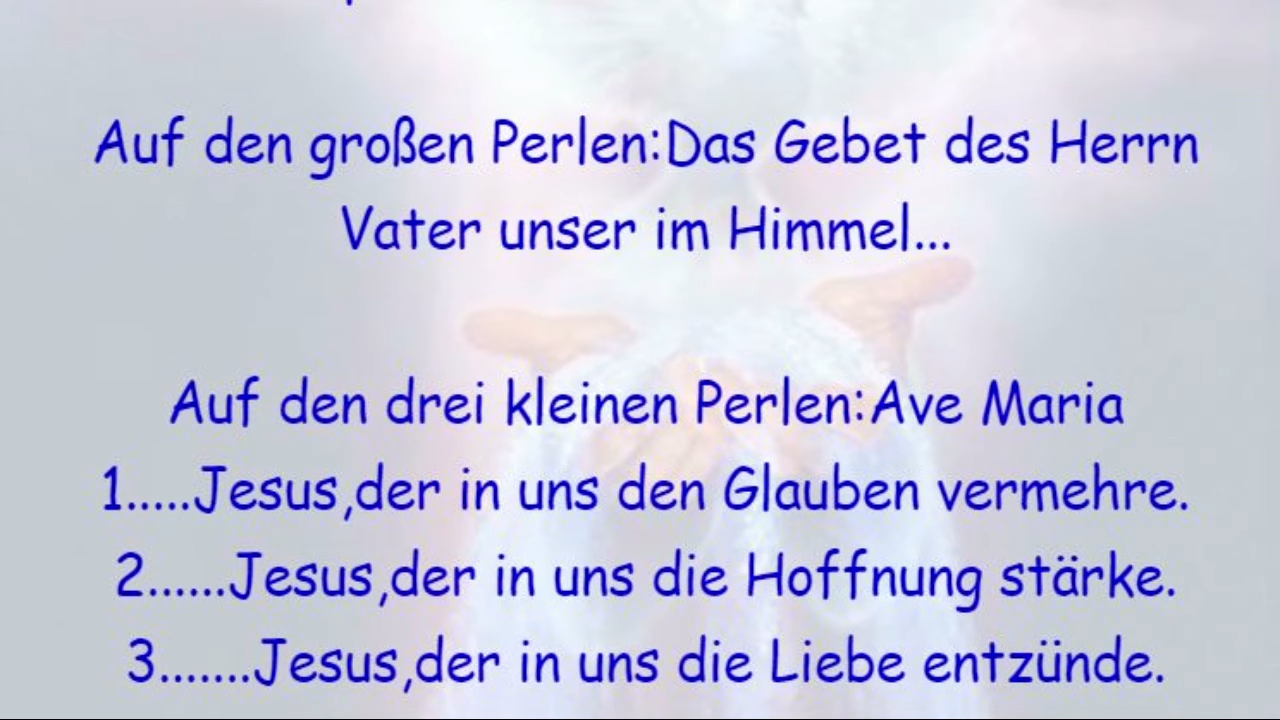 Auf den großen Perlen:Das Gebet des Herrn
Vater unser im Himmel...
Auf den drei kleinen Perlen:Ave Maria
1.....Jesus,der in uns den Glauben vermehre.
2......Jesus,der in uns die Hoffnung stärke.
3.......Jesus,der in uns die Liebe entzünde.